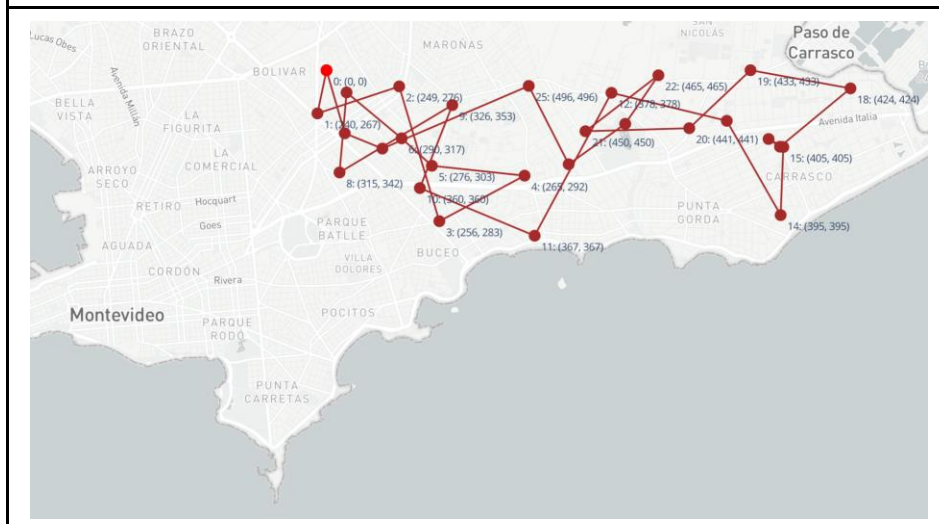 Lucas Obes
BRAZO
ORIENTAL
MAROÑAS
SAN
NICOLÁS
Paso de
Carrasco
BOLIVAR
0: (0, 0)
2: (249, 276)
25: (496, 496)
22: (465, 465)
19: (433, 433)
18: (424, 424)
Avenida Millán
BELLA
VISTA
LA
FIGURITA
1: (240, 267)
9: (326, 353)
12: (378, 378)
Avenida Italia
6: (290, 317)
21: (450, 450)
20: (441, 441)
LA
COMERCIAL
15: (405, 405)
ARROYO
SECO
8: (315, 342)
5: (276, 303)
4: (265, 292)
CARRASCO
10: (360, 360)
RETIRO
Hocquart
Goes
PARQUE
BATLLE
3: (256, 283)
PUNTA
GORDA
14: (395, 395)
AGUADA
11: (367, 367)
BUCEO
VILLA
DOLORES
CORDÓN
Rivera
Montevideo
PARQUE
RODÓ
POCITOS
PUNTA
CARRETAS